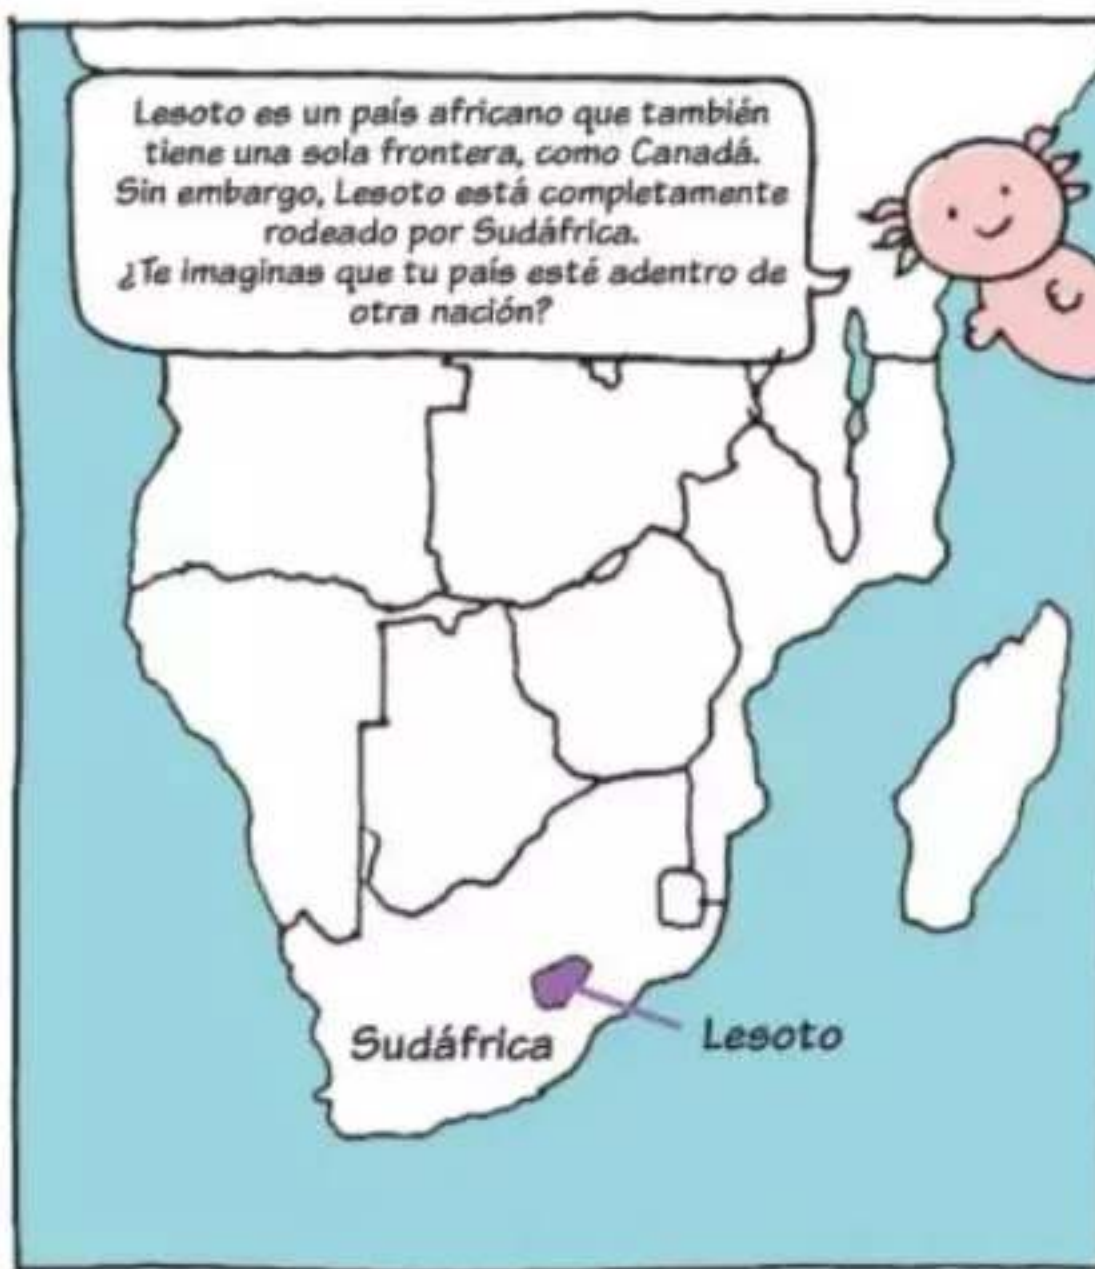 Lesoto es un país africano que también
tiene una sola frontera, como Canadá.
Sin embargo, Lesoto está completamente
rodeado por Sudáfrica.
¿Te imaginas que tu país esté adentro de
otra nación?
Sudáfrica
Lesoto